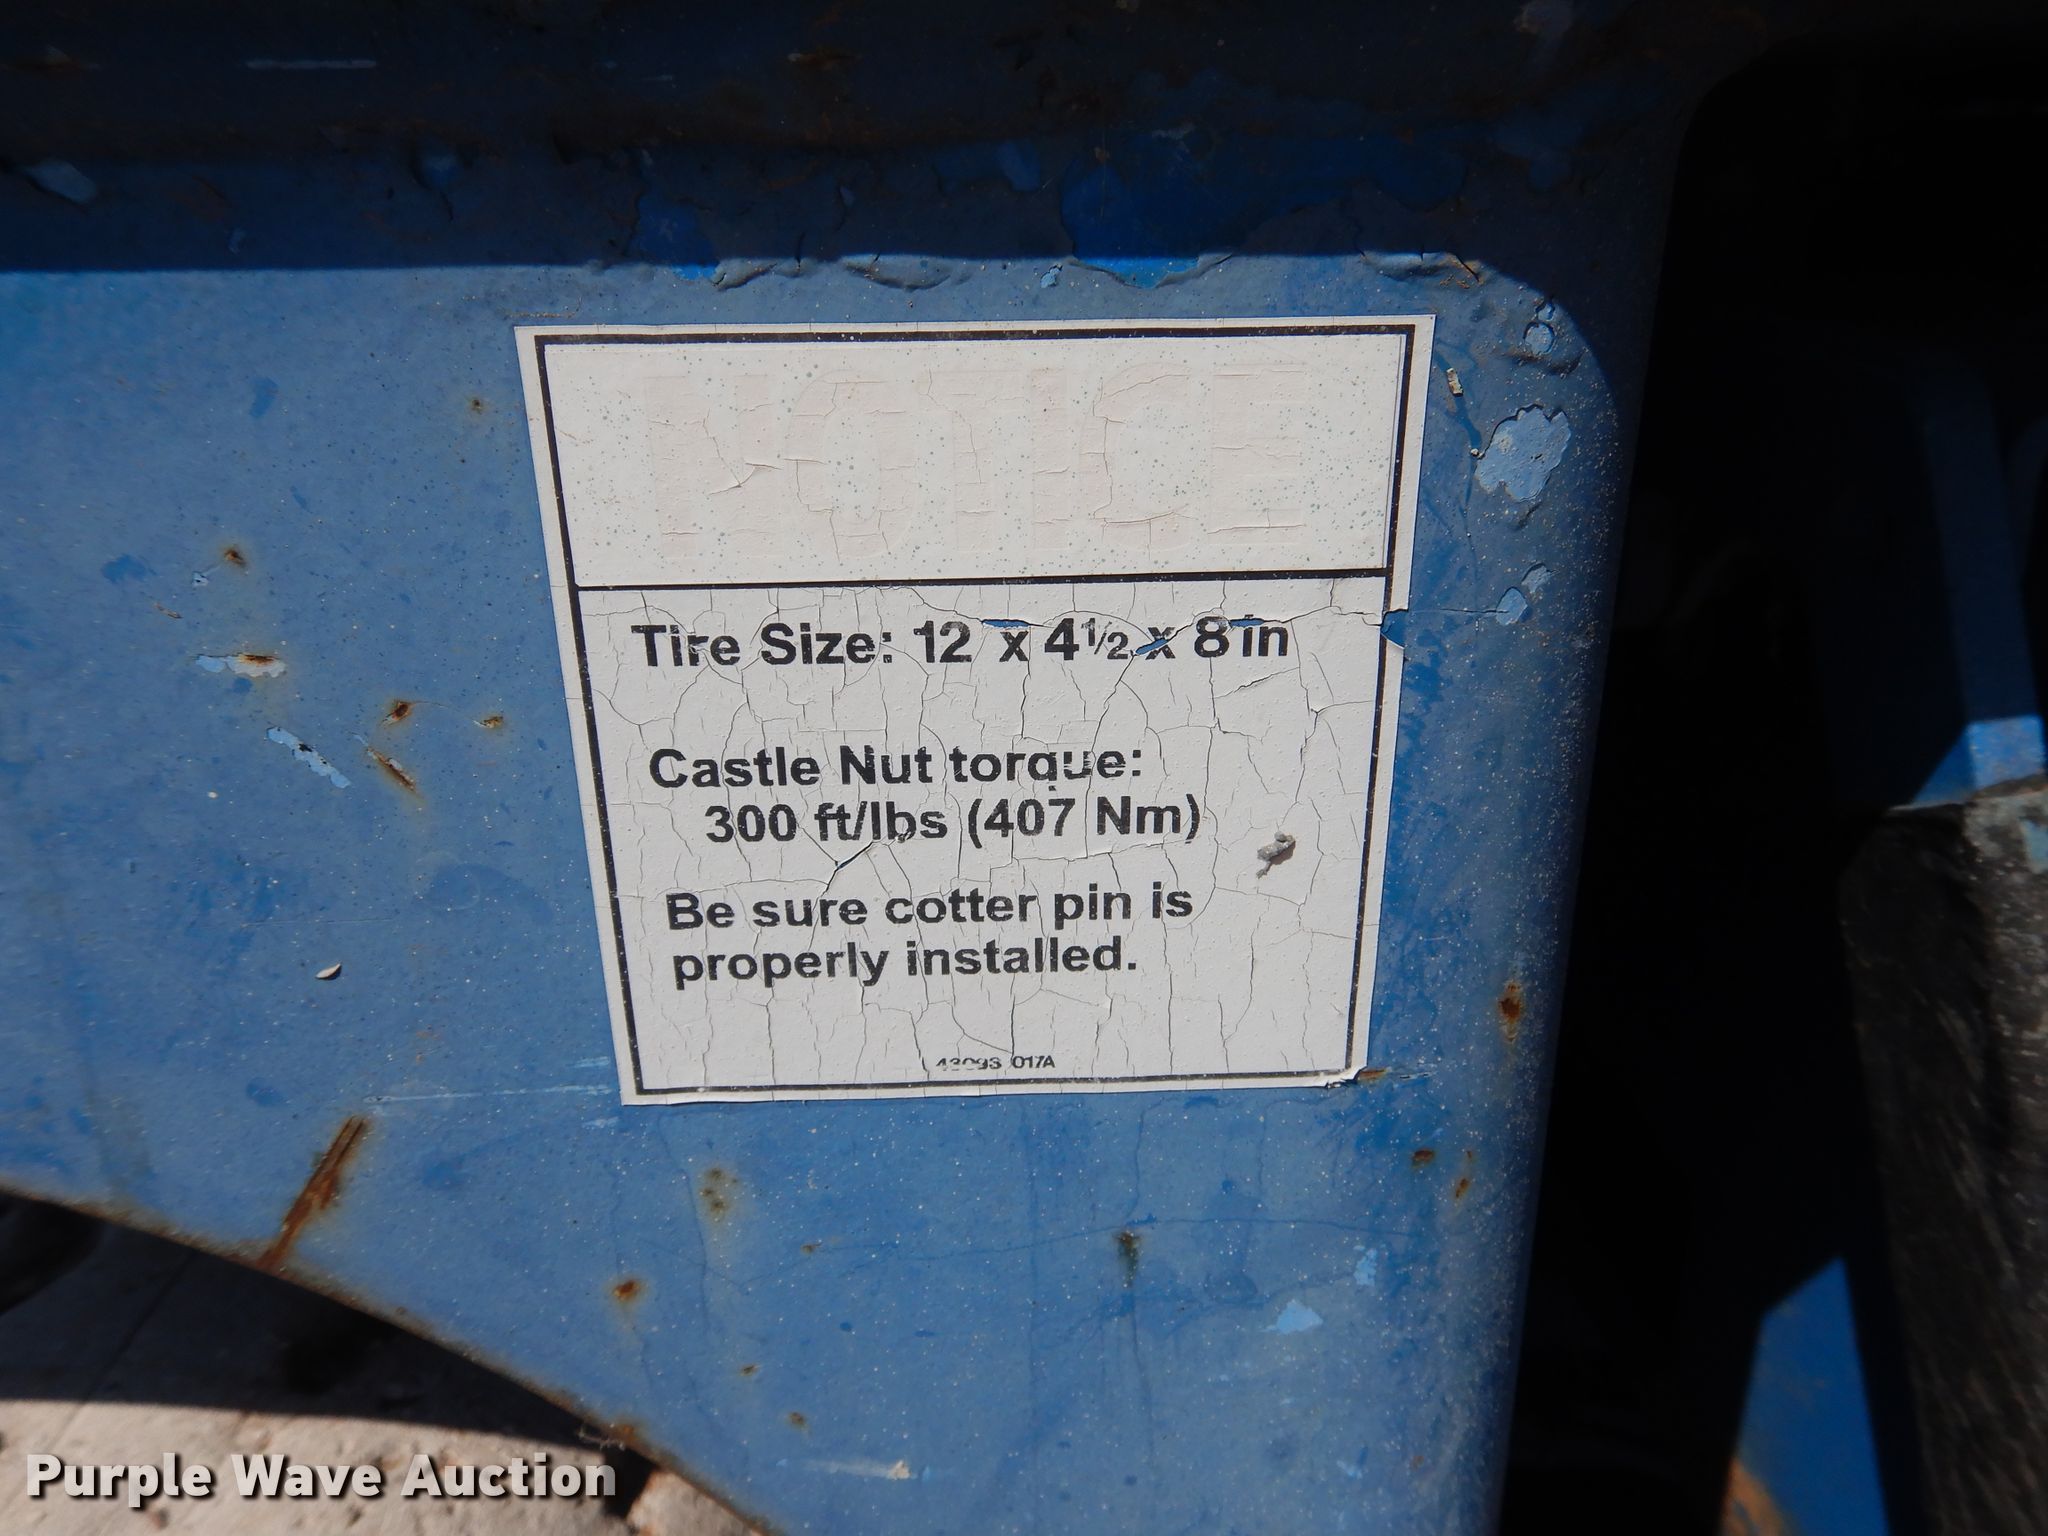 NOTICE
Tire Size: 12 x 4½ x 8 in
Castle Nut torque:
300 ft/lbs (407 Nm)
Be sure cotter pin is
properly installed.
017A
Purple Wave Auction